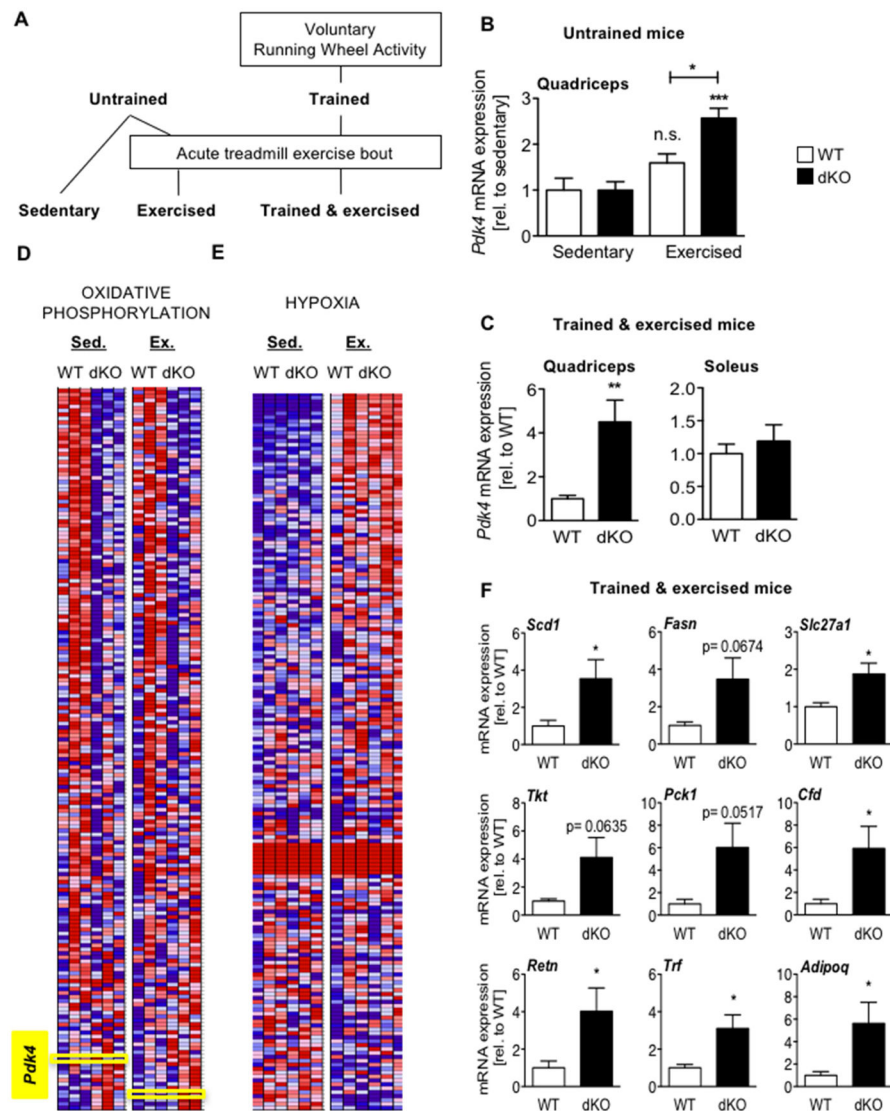 A
Voluntary
Running Wheel Activity
Untrained
Trained
Acute treadmill exercise bout
Sedentary
Exercised
Trained & exercised
B
Untrained mice
Quadriceps
Pdk4 mRNA expression
[rel. to sedentary]
3
2
1
0
n.s.
*
***
Sedentary
Exercised
WT
dKO
C
Trained & exercised mice
Quadriceps
Pdk4 mRNA expression
[rel. to WT]
6
4
2
0
**
WT
dKO
Soleus
2.0
1.5
1.0
0.5
0.0
WT
dKO
D
OXIDATIVE
PHOSPHORYLATION
Sed.
Ex.
WT dKO
WT dKO
Pdk4
E
HYPOXIA
Sed.
Ex.
WT dKO
WT dKO
F
Trained & exercised mice
mRNA expression
[rel. to WT]
Scd1
6
4
2
0
*
WT
dKO
Fasn
6
4
2
0
p= 0.0674
WT
dKO
Slc27a1
3
2
1
0
*
WT
dKO
mRNA expression
[rel. to WT]
Tkt
8
6
4
2
0
p= 0.0635
WT
dKO
Pck1
10
8
6
4
2
0
p= 0.0517
WT
dKO
Cfd
10
8
6
4
2
0
*
WT
dKO
mRNA expression
[rel. to WT]
Retn
6
4
2
0
*
WT
dKO
Trf
6
4
2
0
*
WT
dKO
Adipoq
10
8
6
4
2
0
*
WT
dKO